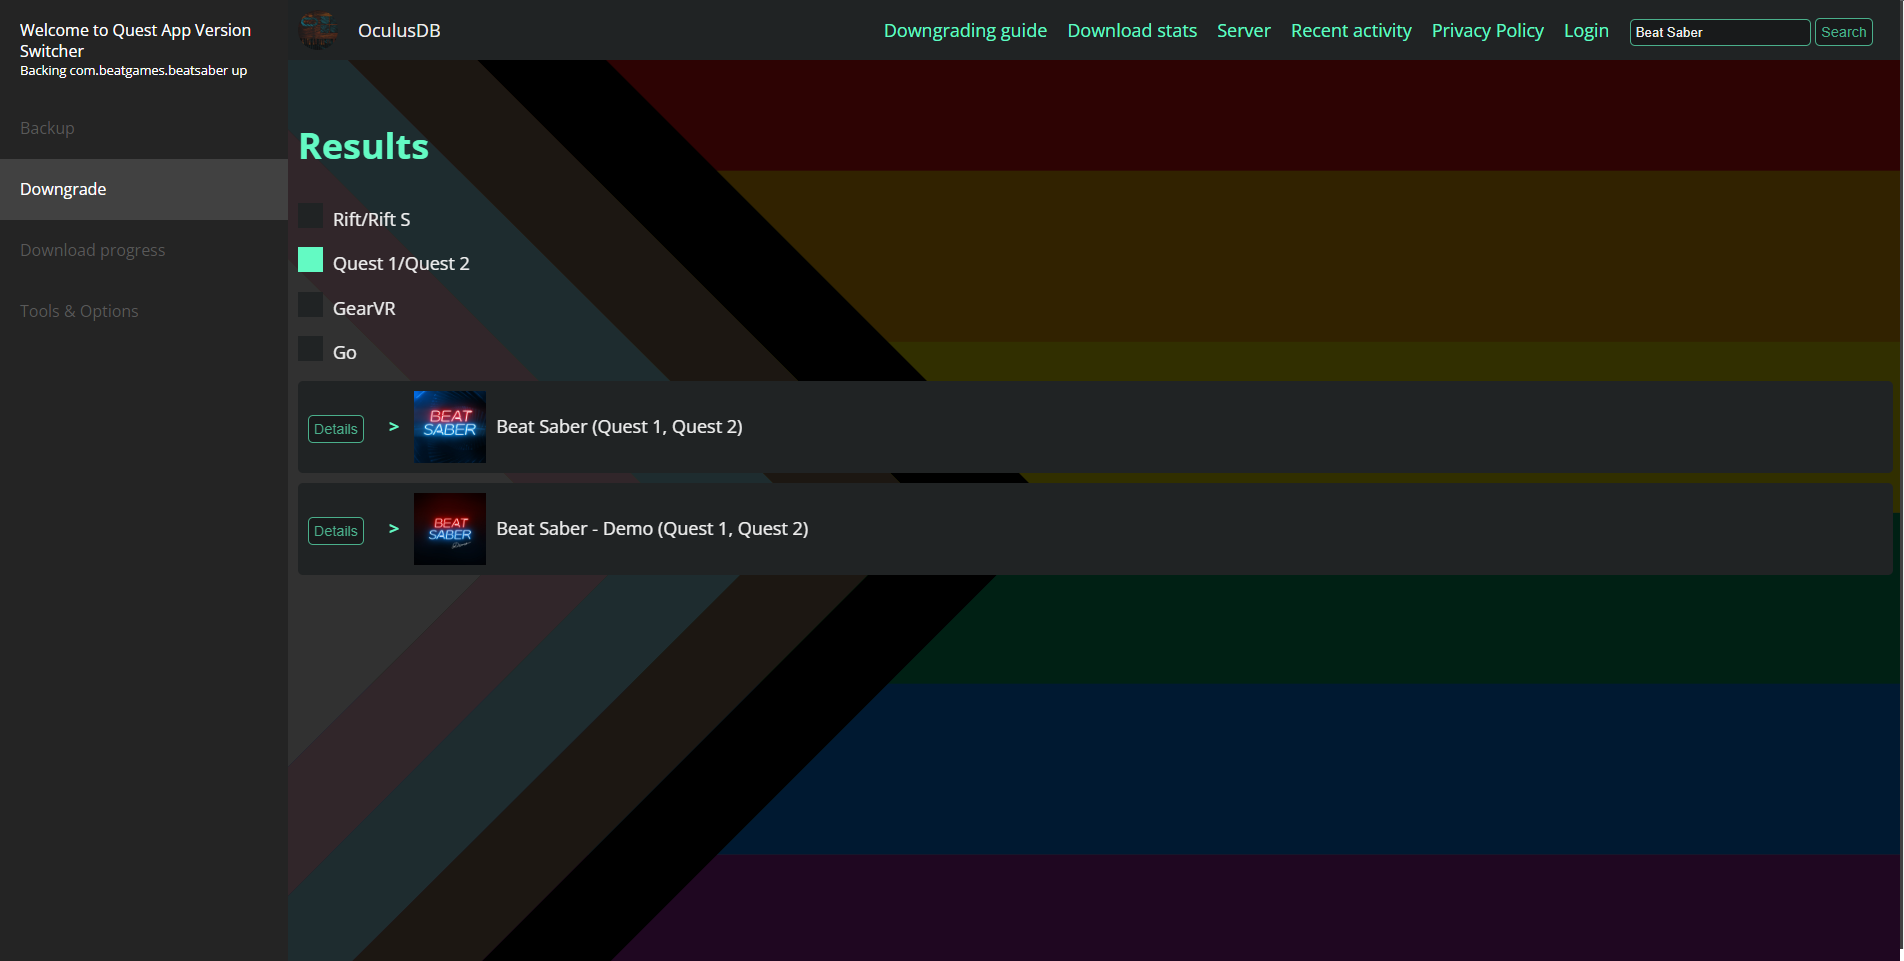 Welcome to Quest App Version
Switcher
Backing com.beatgames.beatsaber up
Backup
Downgrade
Download progress
Tools & Options
OculusDB
Downgrading guide
Download stats
Server
Recent activity
Privacy Policy
Login
Beat Saber
Search
Results
Rift/Rift S
Quest 1/Quest 2
GearVR
Go
Details
>
BEAT
SABER
Beat Saber (Quest 1, Quest 2)
Details
>
BEAT
SABER
Demo
Beat Saber - Demo (Quest 1, Quest 2)